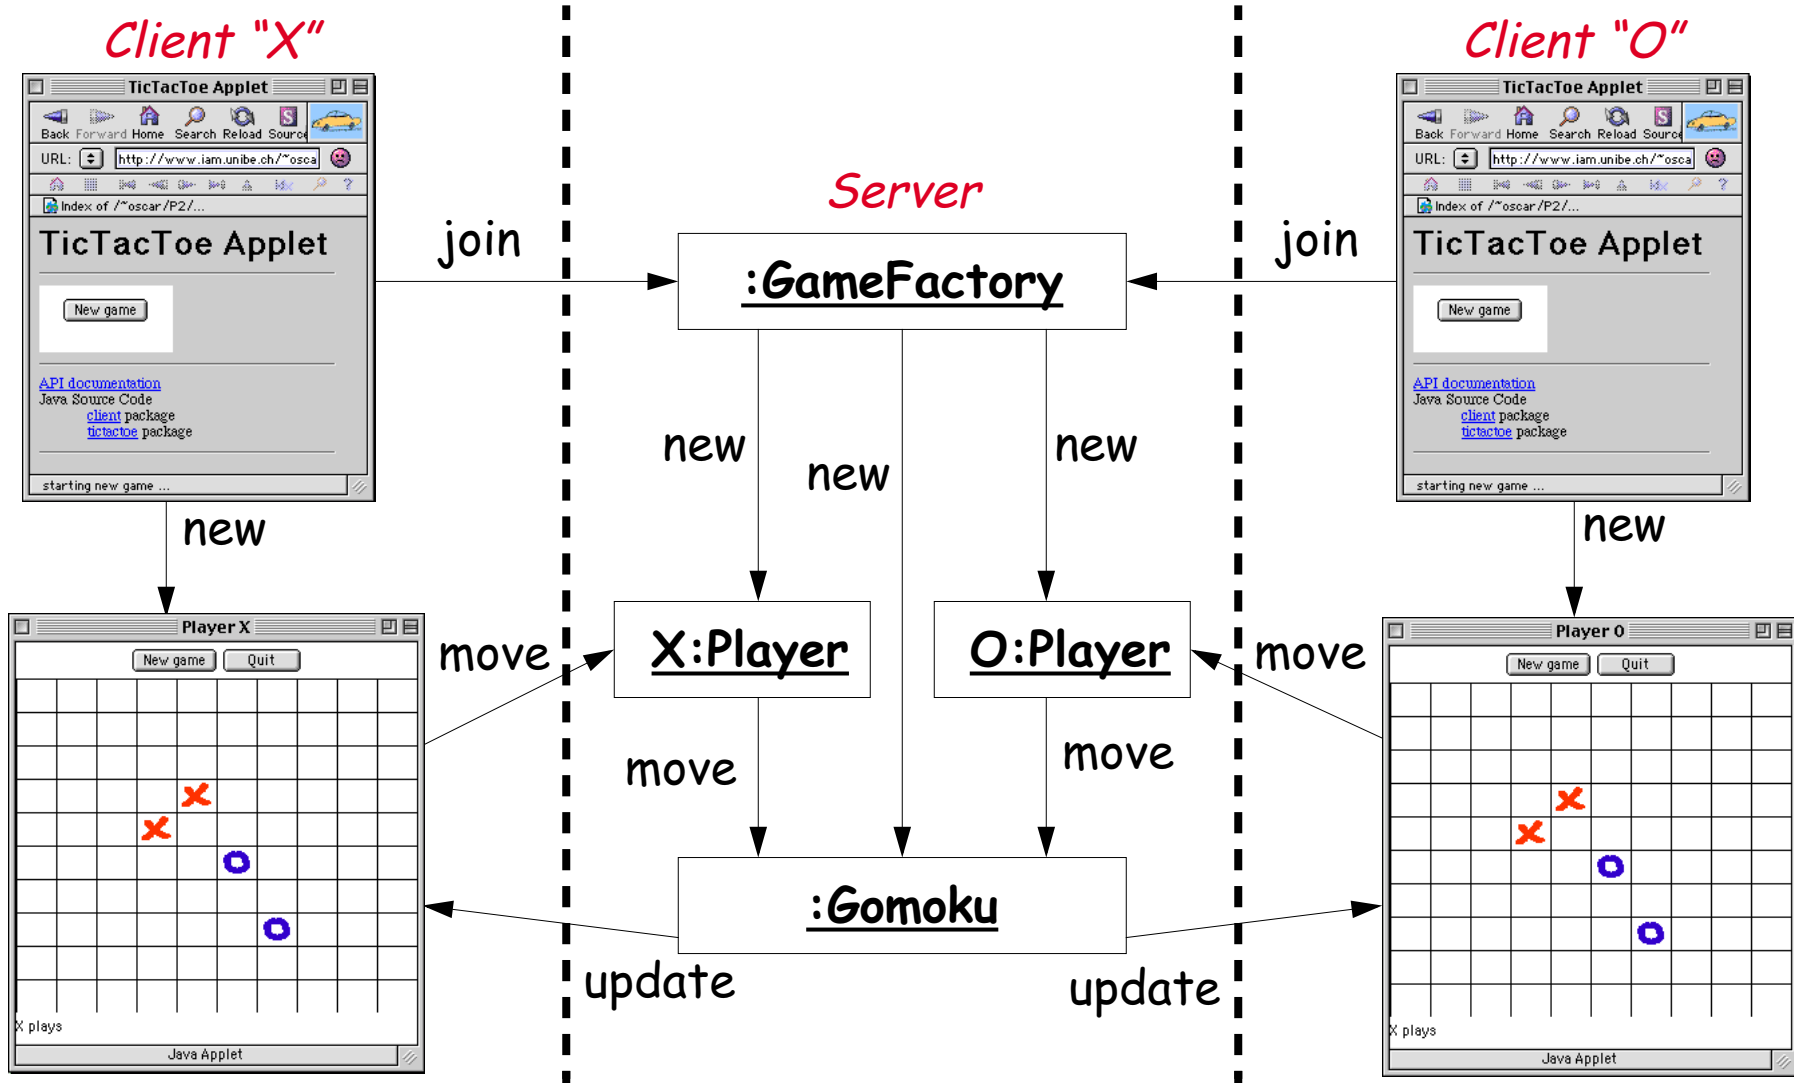 Client “X”
TicTacToe Applet
Back Forward Home Search Reload Source
URL: http://www.iam.unibe.ch/~osca
Index of /~oscar/P2/...
TicTacToe Applet
New game
API documentation
Java Source Code
client package
tictactoe package
starting new game ...
new
Player X
New game Quit
X plays
Java Applet
join
move
Server
:GameFactory
new
new
new
X:Player
O:Player
move
move
:Gomoku
update
update
Client “O”
TicTacToe Applet
Back Forward Home Search Reload Source
URL: http://www.iam.unibe.ch/~osca
Index of /~oscar/P2/...
TicTacToe Applet
New game
API documentation
Java Source Code
client package
tictactoe package
starting new game ...
join
new
move
Player O
New game Quit
X plays
Java Applet